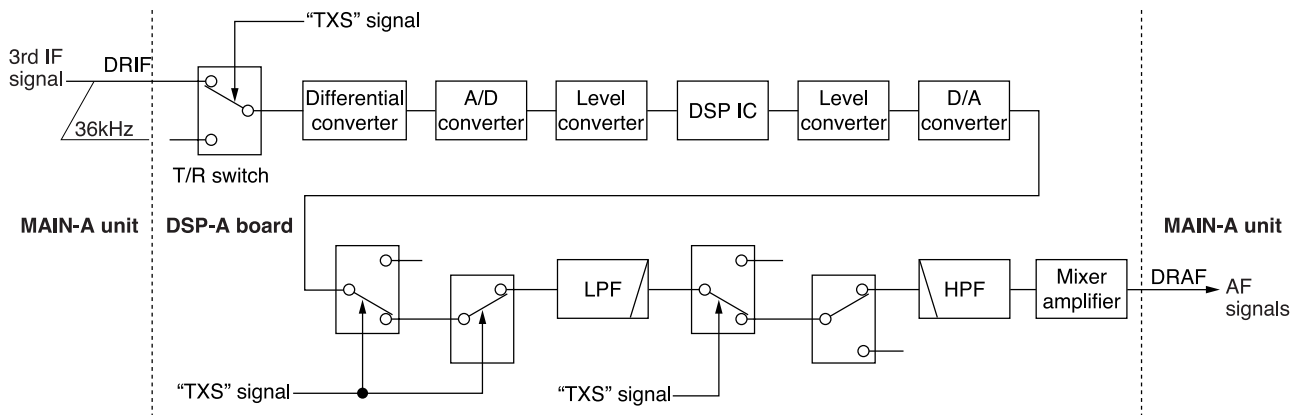 “TXS” signal
3rd IF
signal
DRIF
36kHz
Differential
converter
A/D
converter
Level
converter
DSP IC
Level
converter
D/A
converter
T/R switch
MAIN-A unit
DSP-A board
MAIN-A unit
LPF
HPF
Mixer
amplifier
DRAF
AF
signals
“TXS” signal
“TXS” signal